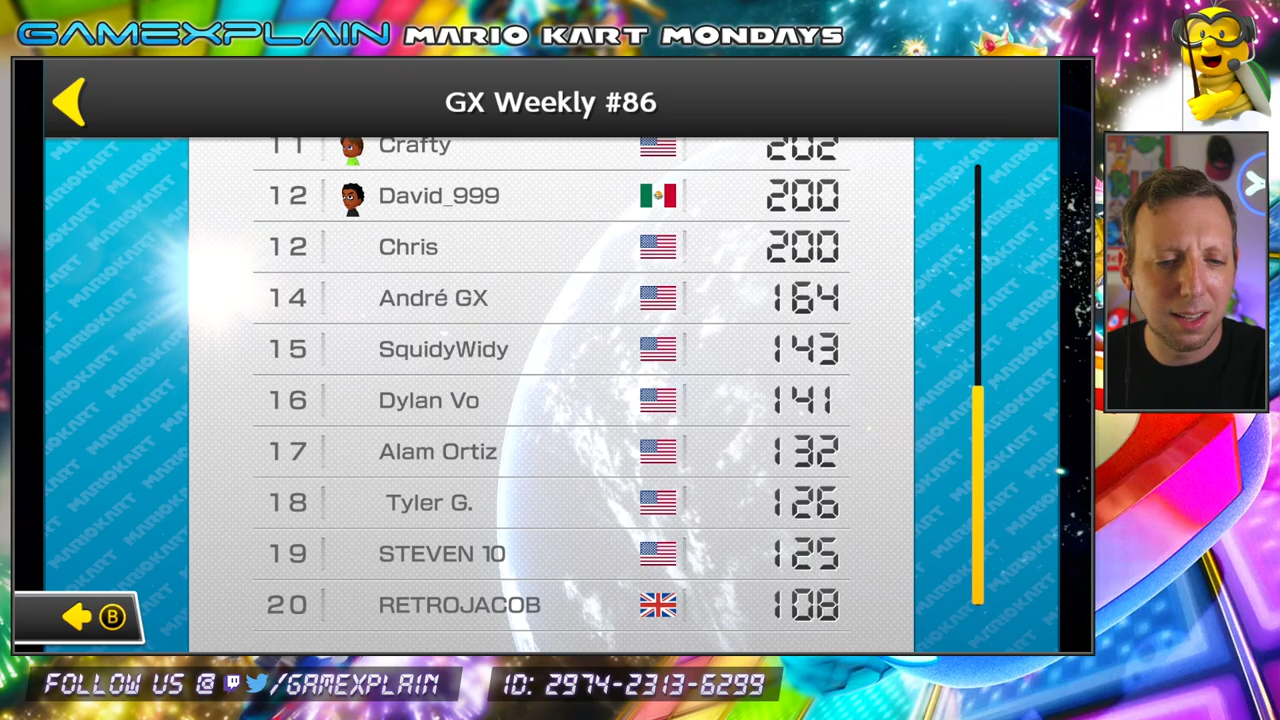 GAMEXPLAIN MARIO KART MONDAYS
GX Weekly #86
11 Crafty 202
12 David_999 200
12 Chris 200
14 André GX 164
15 SquidyWidy 143
16 Dylan Vo 141
17 Alam Ortiz 132
18 Tyler G. 126
19 STEVEN 10 125
20 RETROJACOB 108
B
FOLLOW US @ /GAMEXPLAIN
ID: 2974-2313-6299
MARIOKART